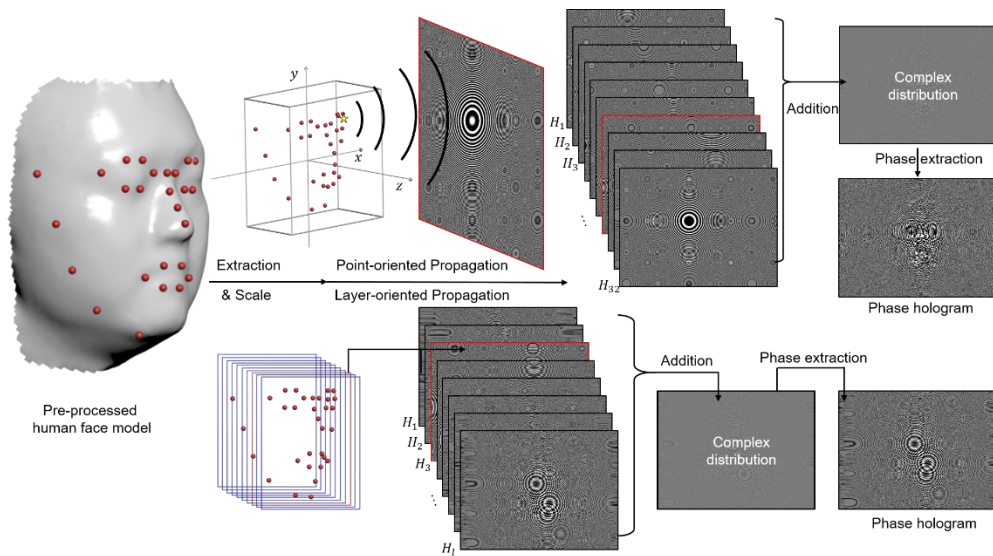 y
x
z
H1
H2
H3
⋮
H32
Addition
Complex
distribution
Phase extraction
Phase hologram
Extraction
& Scale
Point-oriented Propagation
Layer-oriented Propagation
Pre-processed
human face model
H1
H2
H3
⋮
Hl
Addition
Phase extraction
Complex
distribution
Phase hologram